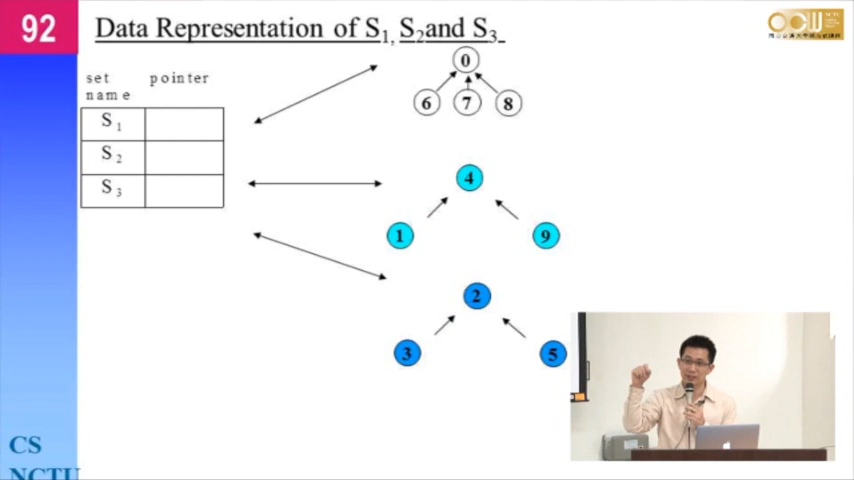 92
Data Representation of S1, S2and S3
set name
pointer
S1
S2
S3
0
6 7 8
4
1 9
2
3 5
CS
NCTU
OCW